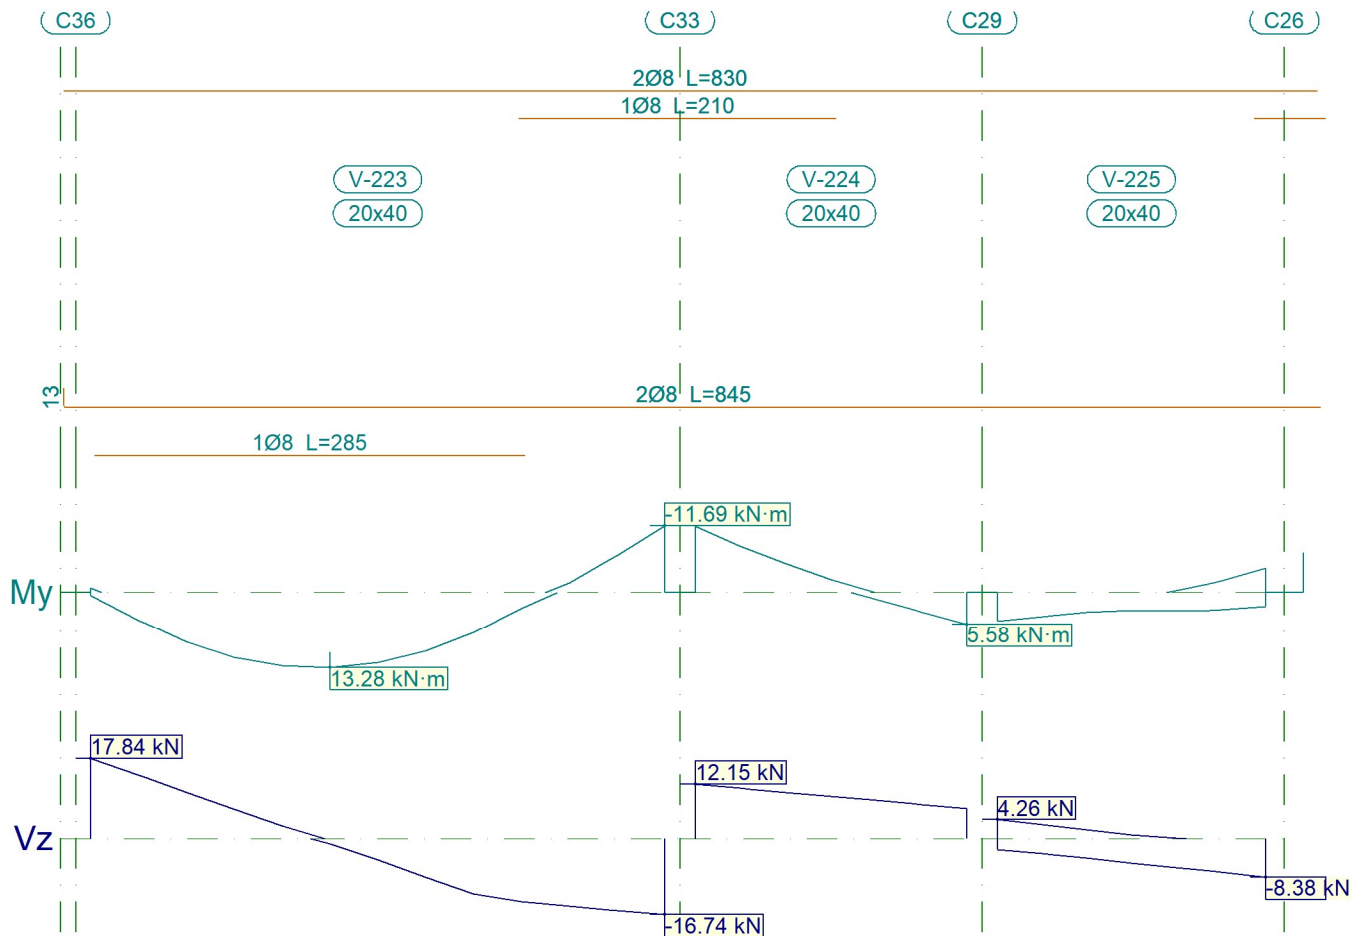 C36
C33
C29
C26
2Ø8 L=830
1Ø8 L=210
V-223
V-224
V-225
20x40
20x40
20x40
13
2Ø8 L=845
1Ø8 L=285
-11.69 kN·m
My
5.58 kN·m
13.28 kN·m
17.84 kN
12.15 kN
4.26 kN
Vz
-8.38 kN
-16.74 kN